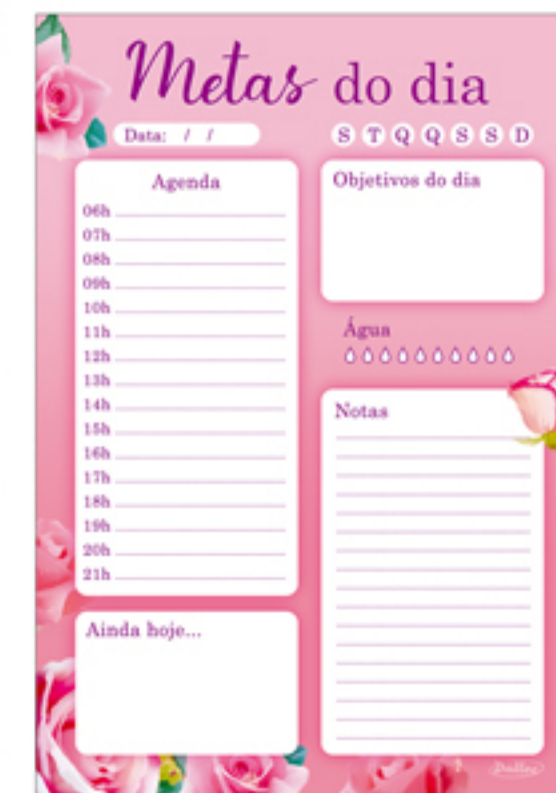 Metas do dia
Data: / /
S T Q Q S S D
Agenda
06h
07h
08h
09h
10h
11h
12h
13h
14h
15h
16h
17h
18h
19h
20h
21h
Ainda hoje...
Objetivos do dia
Água
Notas